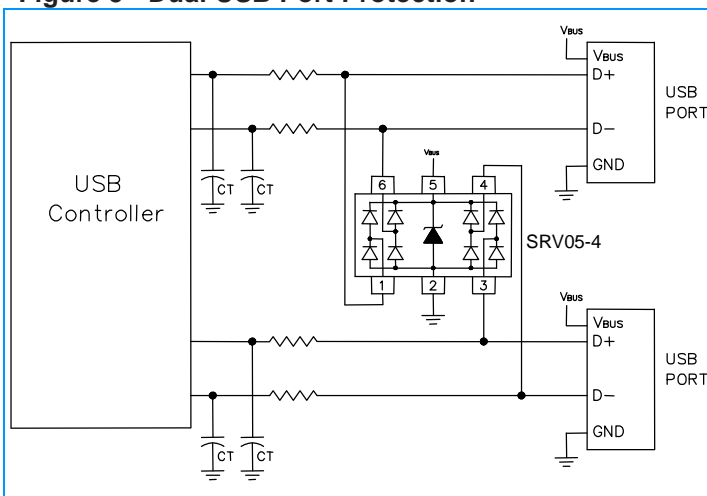 Figure 3 - Dual USB Port Protection
VBUS
VBUS
D+
USB
PORT
D-
GND
USB
Controller
CT
CT
VBUS
6
5
4
SRV05-4
1
2
3
VBUS
VBUS
D+
USB
PORT
D-
GND
CT
CT